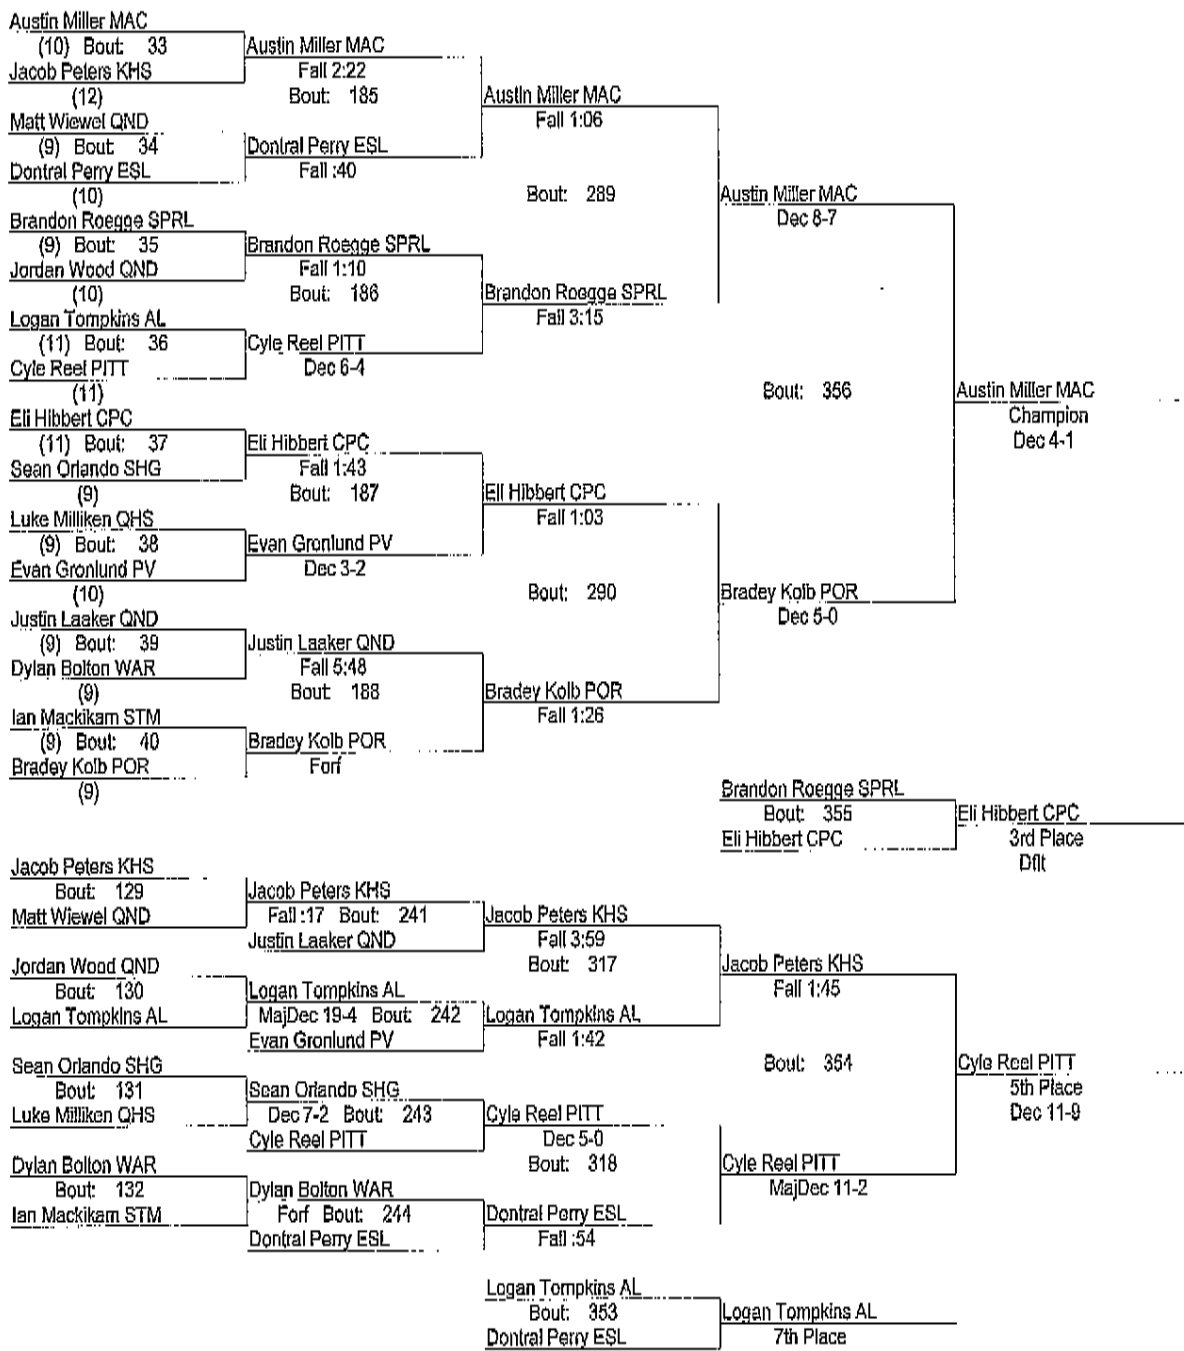 Austin Miller MAC
(10) Bout: 33
Jacob Peters KHS
(12)
Matt Wiewel QND
(9) Bout: 34
Dontral Perry ESL
(10)
Brandon Roegge SPRL
(9) Bout: 35
Jordan Wood QND
(10)
Logan Tompkins AL
(11) Bout: 36
Cyle Reel PITT
(11)
Eli Hibbert CPC
(11) Bout: 37
Sean Orlando SHG
(9)
Luke Milliken QHS
(9) Bout: 38
Evan Gronlund PV
(10)
Justin Laaker QND
(9) Bout: 39
Dylan Bolton WAR
(9)
Ian Mackikam STM
(9) Bout: 40
Bradey Kolb POR
(9)
Austin Miller MAC
Fall 2:22
Bout: 185
Dontral Perry ESL
Fall :40
Brandon Roegge SPRL
Fall 1:10
Bout: 186
Cyle Reel PITT
Dec 6-4
Eli Hibbert CPC
Fall 1:43
Bout: 187
Evan Gronlund PV
Dec 3-2
Justin Laaker QND
Fall 5:48
Bout: 188
Bradey Kolb POR
Forf
Austin Miller MAC
Fall 1:06
Bout: 289
Brandon Roegge SPRL
Fall 3:15
Eli Hibbert CPC
Fall 1:03
Bout: 290
Bradey Kolb POR
Fall 1:26
Austin Miller MAC
Dec 8-7
Bout: 356
Bradey Kolb POR
Dec 5-0
Austin Miller MAC
Champion
Dec 4-1
Brandon Roegge SPRL
Bout: 355
Eli Hibbert CPC
Eli Hibbert CPC
3rd Place
Dflt
Jacob Peters KHS
Bout: 129
Matt Wiewel QND
Jordan Wood QND
Bout: 130
Logan Tompkins AL
Sean Orlando SHG
Bout: 131
Luke Milliken QHS
Dylan Bolton WAR
Bout: 132
Ian Mackikam STM
Jacob Peters KHS
Fall :17 Bout: 241
Justin Laaker QND
Logan Tompkins AL
MajDec 19-4 Bout: 242
Evan Gronlund PV
Sean Orlando SHG
Dec 7-2 Bout: 243
Cyle Reel PITT
Dylan Bolton WAR
Forf Bout: 244
Dontral Perry ESL
Jacob Peters KHS
Fall 3:59
Bout: 317
Logan Tompkins AL
Fall 1:42
Cyle Reel PITT
Dec 5-0
Bout: 318
Dontral Perry ESL
Fall :54
Jacob Peters KHS
Fall 1:45
Bout: 354
Cyle Reel PITT
MajDec 11-2
Cyle Reel PITT
5th Place
Dec 11-9
Logan Tompkins AL
Bout: 353
Dontral Perry ESL
Logan Tompkins AL
7th Place